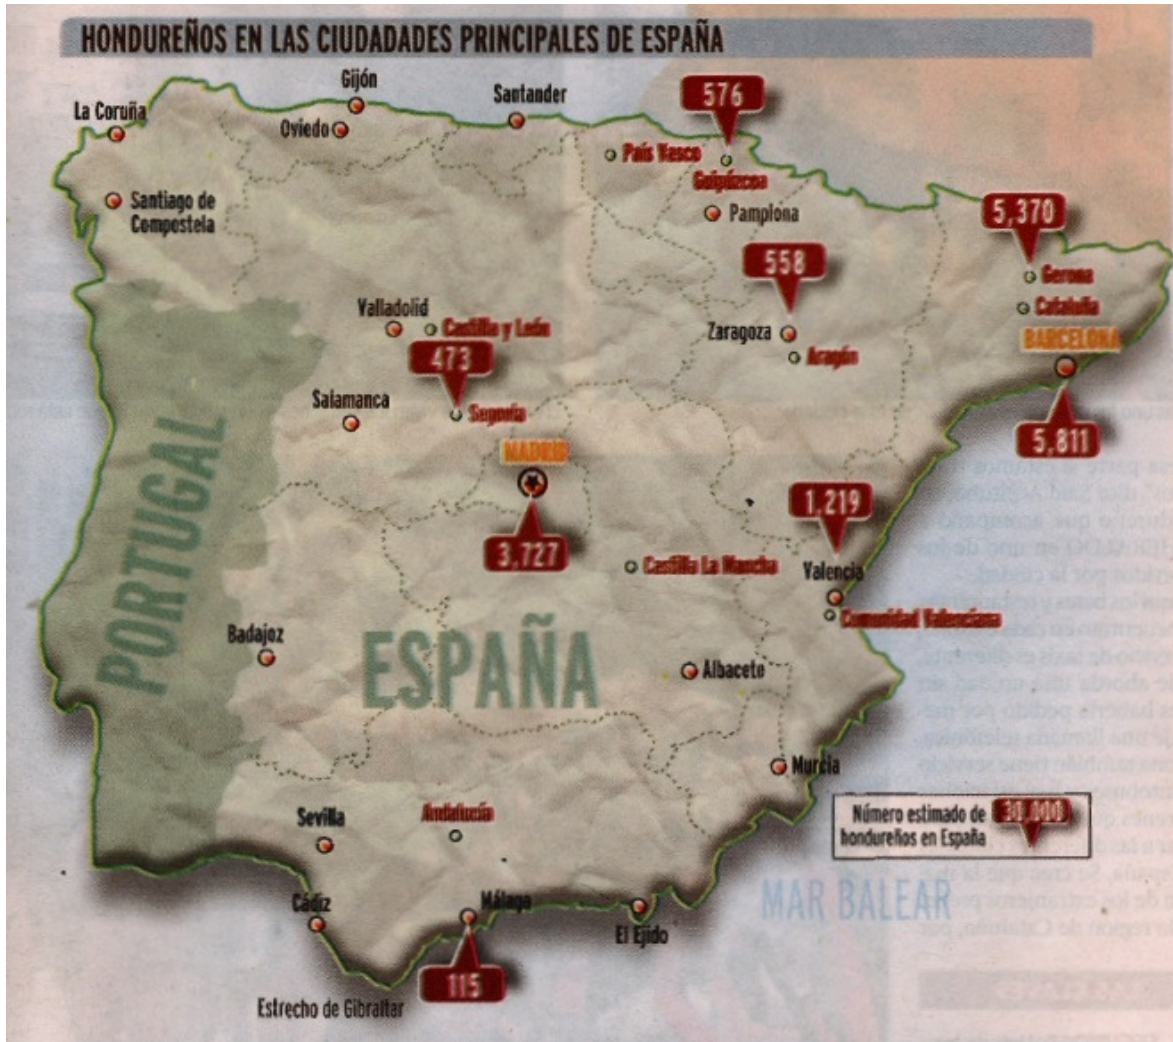 HONDUREÑOS EN LAS CIUDADADES PRINCIPALES DE ESPAÑA
Gijón
La Coruña
Oviedo
Santander
576
País Vasco
Guipúzcoa
Santiago de
Compostela
Pamplona
5,370
558
Gerona
Cataluña
Valladolid
Castilla y León
Zaragoza
Aragón
BARCELONA
473
Salamanca
Segovia
5,811
MADRID
3,727
1,219
Castilla La Mancha
Valencia
Comunidad Valenciana
PORTUGAL
Badajoz
ESPAÑA
Albacete
Murcia
Sevilla
Andalucía
Número estimado de
hondureños en España
30,000
MAR BALEAR
Cádiz
Málaga
El Ejido
115
Estrecho de Gibraltar